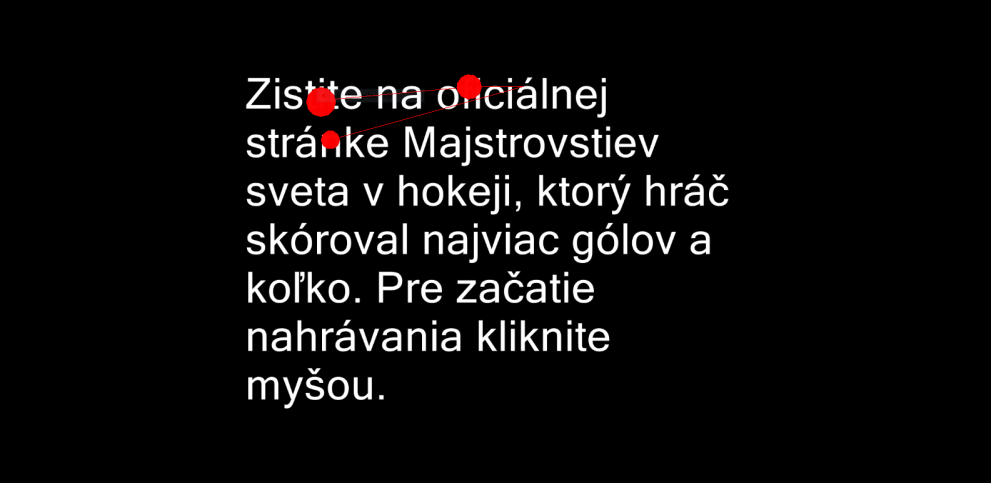 Zistite na oficiálnej
stránke Majstrovstiev
sveta v hokeji, ktorý hráč
skóroval najviac gólov a
koľko. Pre začatie
nahrávania kliknite
myšou.